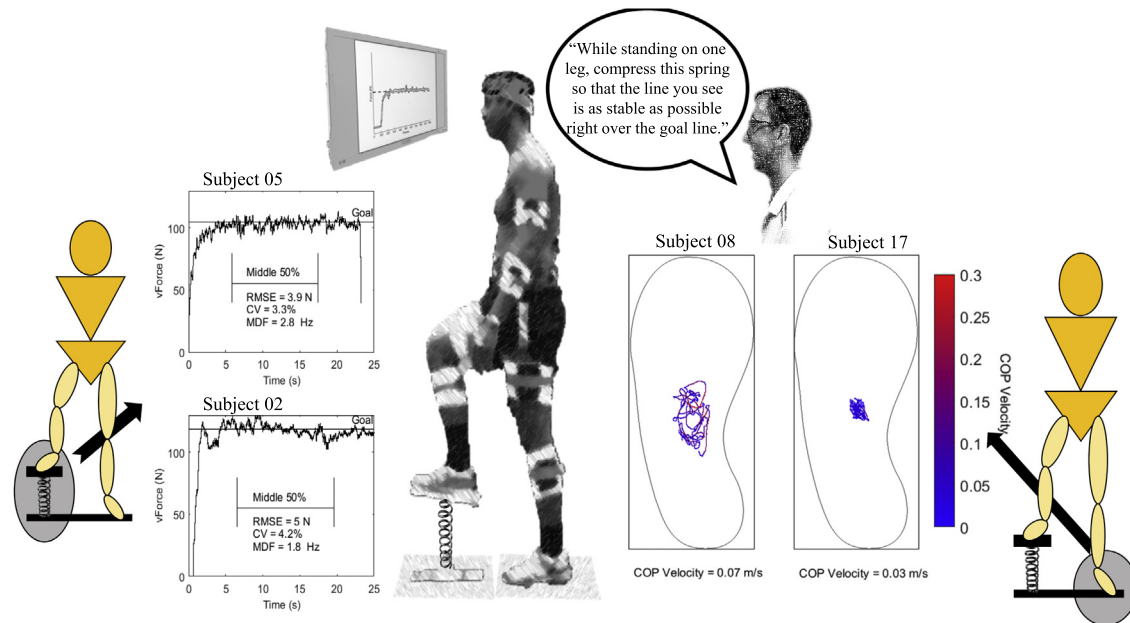 “While standing on one
leg, compress this spring
so that the line you see
is as stable as possible
right over the goal line.”
Subject 05
Goal
100
50
0
vForce (N)
Middle 50%
RMSE = 3.9 N
CV = 3.3%
MDF = 2.8 Hz
0 5 10 15 20 25
Time (s)
Subject 02
Goal
100
50
0
vForce (N)
Middle 50%
RMSE = 5 N
CV = 4.2%
MDF = 1.8 Hz
0 5 10 15 20 25
Time (s)
Subject 08
COP Velocity = 0.07 m/s
Subject 17
COP Velocity = 0.03 m/s
0.3
0.25
0.2
0.15
0.1
0.05
0
COP Velocity